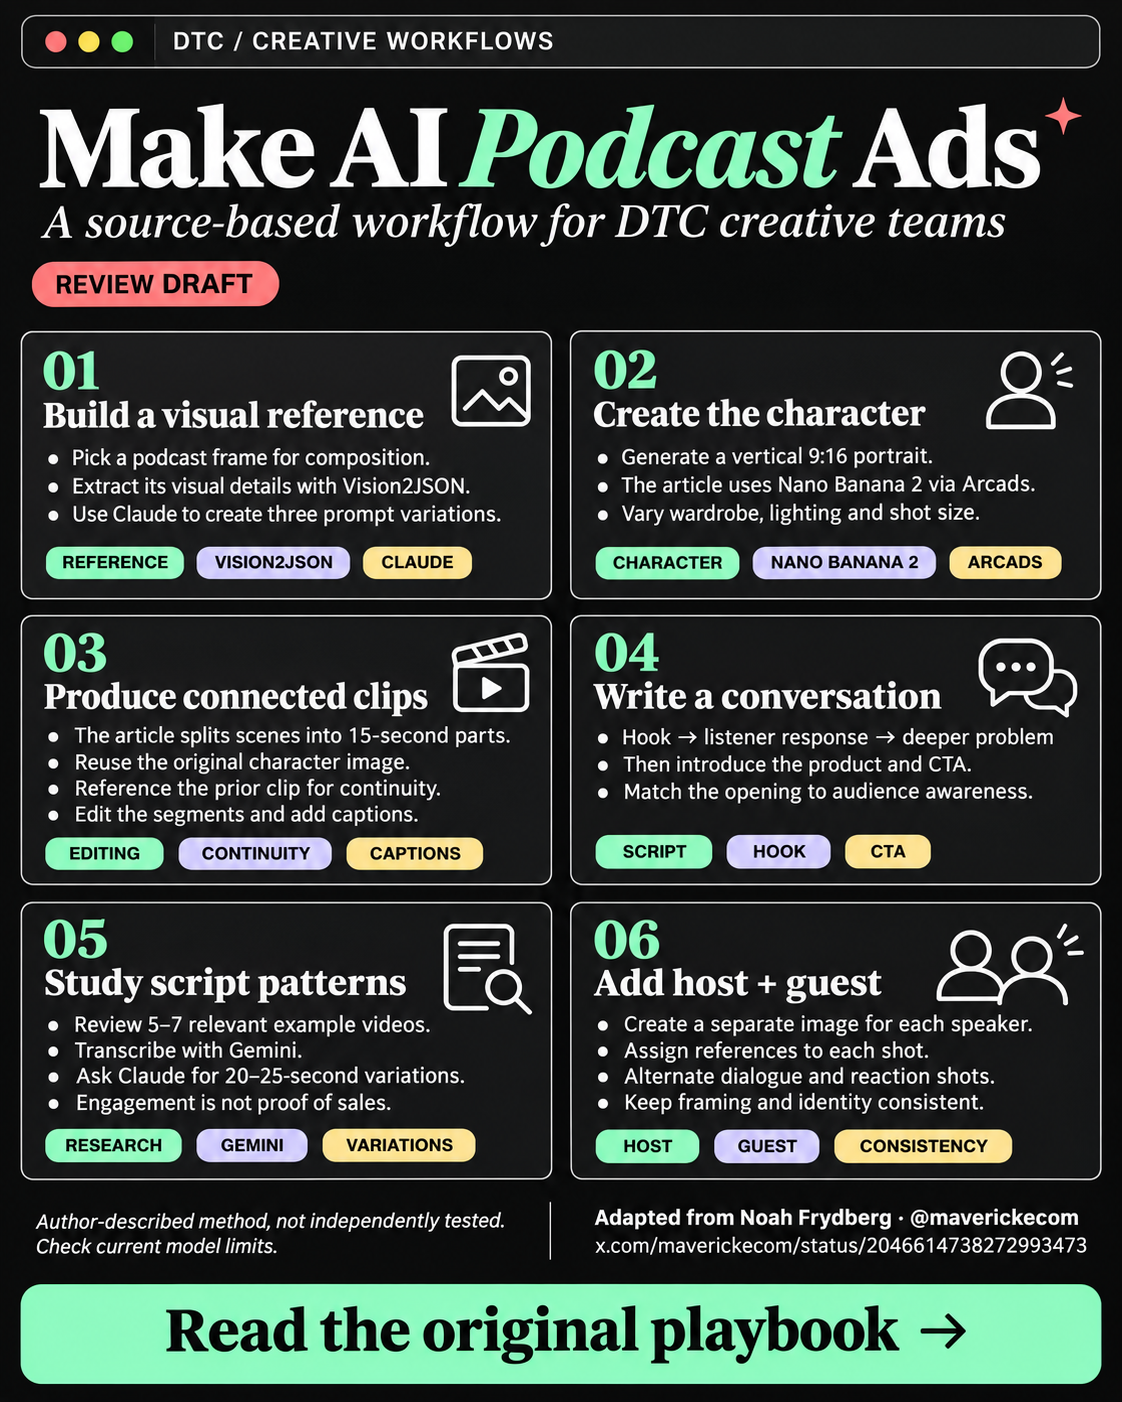 DTC / CREATIVE WORKFLOWS
Make AI Podcast Ads
A source-based workflow for DTC creative teams
REVIEW DRAFT
01
Build a visual reference
• Pick a podcast frame for composition.
• Extract its visual details with Vision2JSON.
• Use Claude to create three prompt variations.
REFERENCE VISION2JSON CLAUDE
02
Create the character
• Generate a vertical 9:16 portrait.
• The article uses Nano Banana 2 via Arcads.
• Vary wardrobe, lighting and shot size.
CHARACTER NANO BANANA 2 ARCADS
03
Produce connected clips
• The article splits scenes into 15-second parts.
• Reuse the original character image.
• Reference the prior clip for continuity.
• Edit the segments and add captions.
EDITING CONTINUITY CAPTIONS
04
Write a conversation
• Hook → listener response → deeper problem
• Then introduce the product and CTA.
• Match the opening to audience awareness.
SCRIPT HOOK CTA
05
Study script patterns
• Review 5–7 relevant example videos.
• Transcribe with Gemini.
• Ask Claude for 20–25-second variations.
• Engagement is not proof of sales.
RESEARCH GEMINI VARIATIONS
06
Add host + guest
• Create a separate image for each speaker.
• Assign references to each shot.
• Alternate dialogue and reaction shots.
• Keep framing and identity consistent.
HOST GUEST CONSISTENCY
Author-described method, not independently tested.
Check current model limits.
Adapted from Noah Frydberg · @maverickecom
x.com/maverickecom/status/2046614738272993473
Read the original playbook →